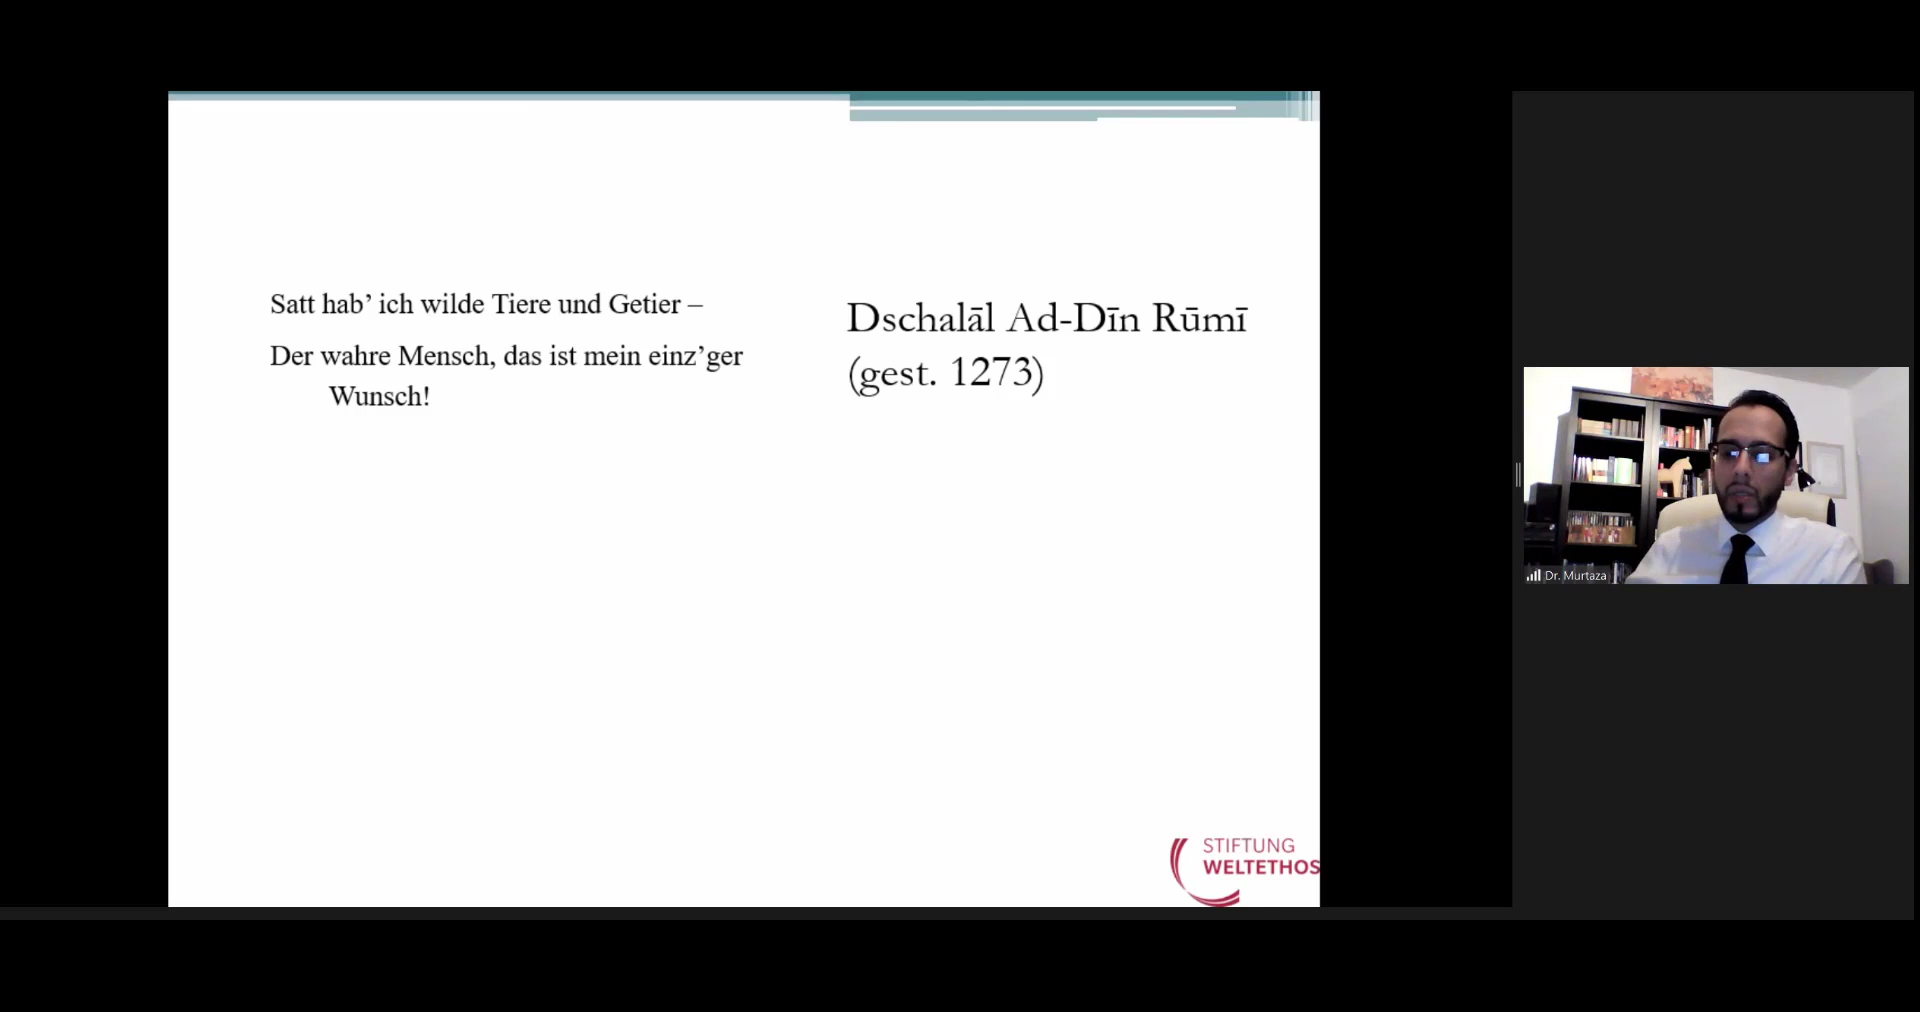 Satt hab’ ich wilde Tiere und Getier –
Der wahre Mensch, das ist mein einz’ger
Wunsch!
Dschalāl Ad-Dīn Rūmī
(gest. 1273)
STIFTUNG
WELTETHOS
Dr. Murtaza